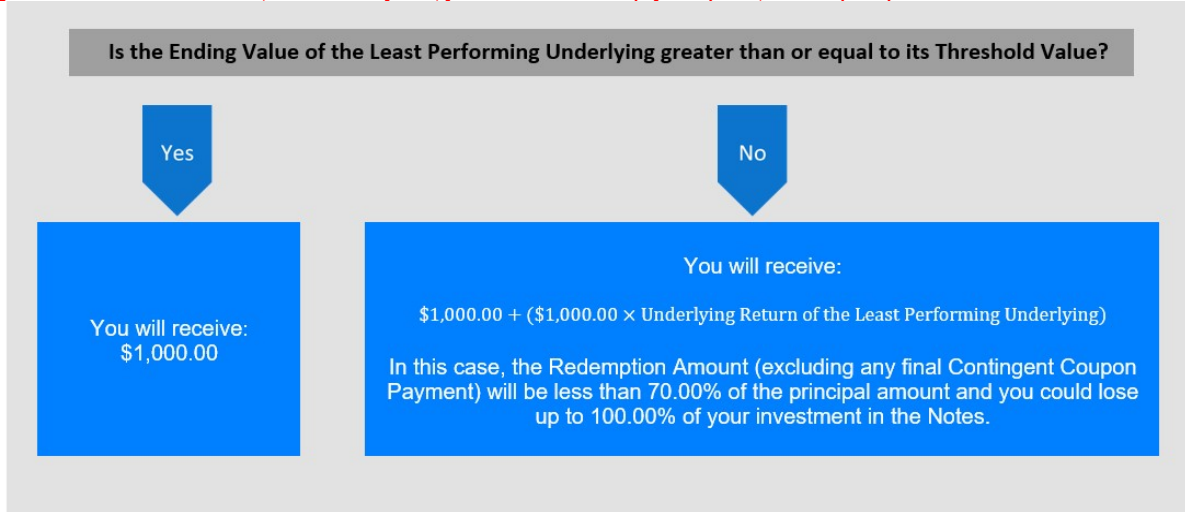 Is the Ending Value of the Least Performing Underlying greater than or equal to its Threshold Value?
Yes
No
You will receive:
$1,000.00
You will receive:
$1,000.00 + ($1,000.00 × Underlying Return of the Least Performing Underlying)
In this case, the Redemption Amount (excluding any final Contingent Coupon
Payment) will be less than 70.00% of the principal amount and you could lose
up to 100.00% of your investment in the Notes.